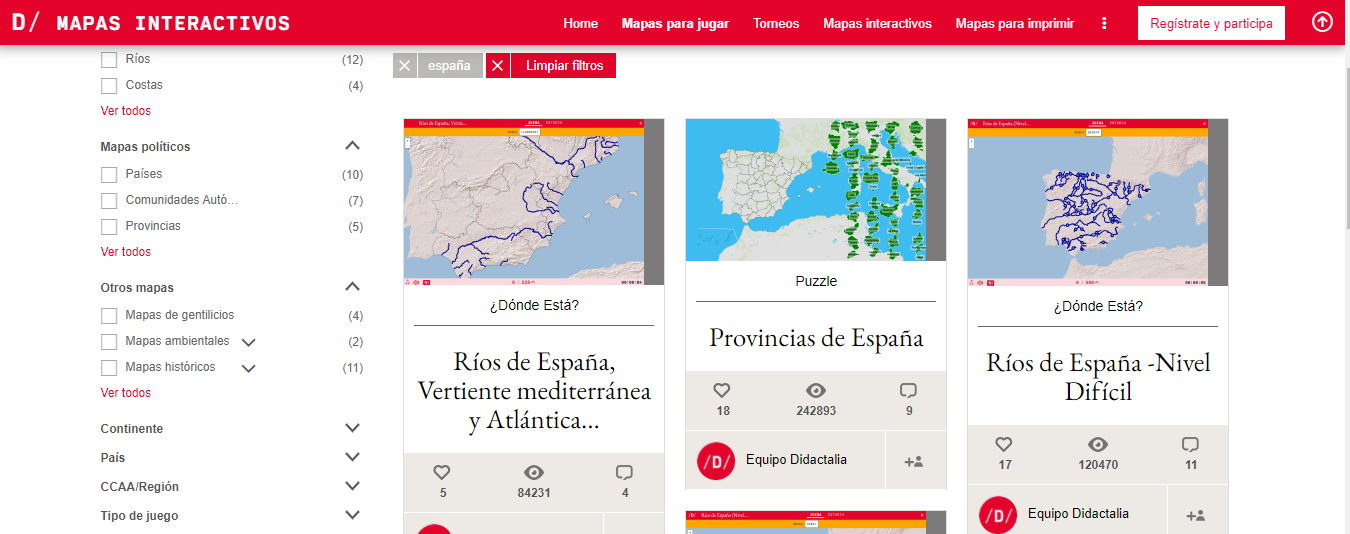 D/ MAPAS INTERACTIVOS
Home
Mapas para jugar
Torneos
Mapas interactivos
Mapas para imprimir
Regístrate y participa
Ríos (12)
Costas (4)
Ver todos
Mapas políticos
Países (10)
Comunidades Autó... (7)
Provincias (5)
Ver todos
Otros mapas
Mapas de gentilicios (4)
Mapas ambientales (2)
Mapas históricos (11)
Ver todos
Continente
País
CCAA/Región
Tipo de juego
españa
Limpiar filtros
¿Dónde Está?
Ríos de España,
Vertiente mediterránea
y Atlántica...
5
84231
4
Puzzle
Provincias de España
18
242893
9
/D/
Equipo Didactalia
¿Dónde Está?
Ríos de España -Nivel
Difícil
17
120470
11
/D/
Equipo Didactalia